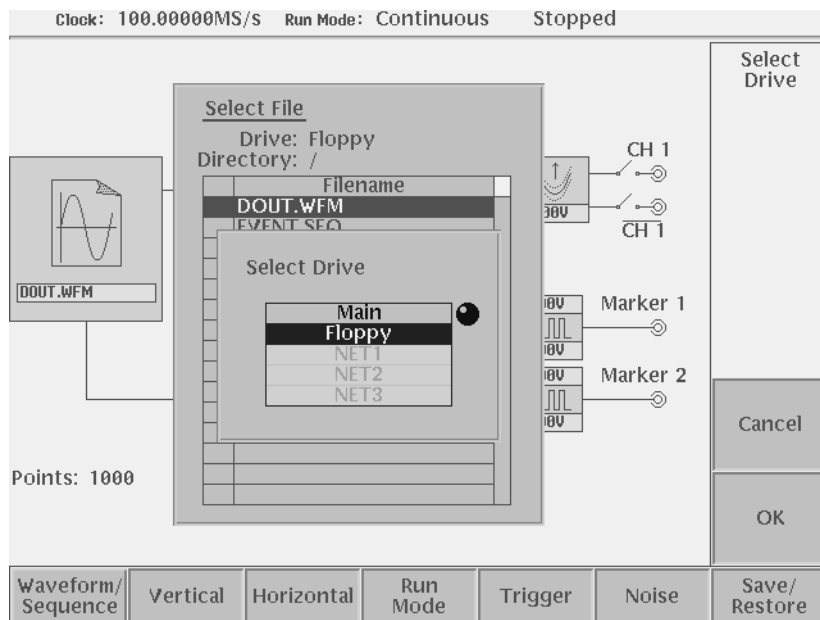 Clock: 100.00000MS/s Run Mode: Continuous Stopped
Select Drive
Select File
Drive: Floppy
Directory: /
Filename
DOUT.WFM
EVENT.SEQ
Select Drive
Main
Floppy
NET1
NET2
NET3
DOUT.WFM
Points: 1000
CH 1
CH 1
Marker 1
Marker 2
Cancel
OK
Waveform/
Sequence
Vertical
Horizontal
Run
Mode
Trigger
Noise
Save/
Restore